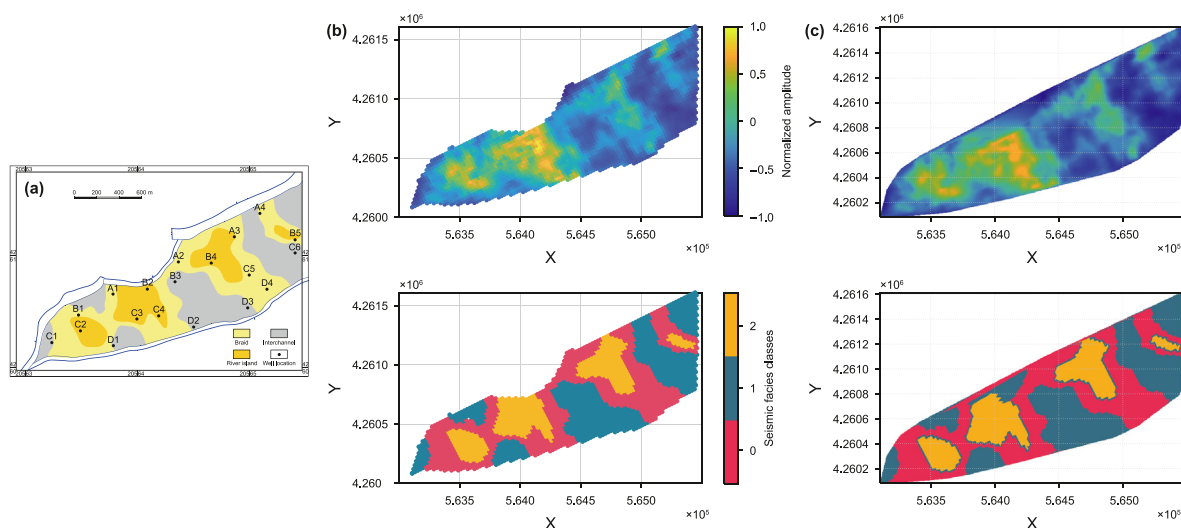 (a)
20563
20564
20565
0 200 400 600 m
A4
A3
B5
C6
A2
B4
B3
C5
D4
A1
B2
B1
C3
C4
D3
D2
C2
C1
D1
Braid
Interchannel
River island
Well location
20563
20564
20565
(b)
×10⁶
4.2615
4.2610
4.2605
4.2600
Y
5.635
5.640
5.645
5.650
×10⁵
X
1.0
0.5
0
−0.5
−1.0
Normalized amplitude
(c)
×10⁶
4.2616
4.2614
4.2612
4.2610
4.2608
4.2606
4.2604
4.2602
Y
5.635
5.640
5.645
5.650
×10⁵
X
×10⁶
4.2615
4.2610
4.2605
4.260
Y
5.635
5.640
5.645
5.650
×10⁵
X
2
1
0
Seismic facies classes
×10⁶
4.2616
4.2614
4.2612
4.2610
4.2608
4.2606
4.2604
4.2602
Y
5.635
5.640
5.645
5.650
×10⁵
X